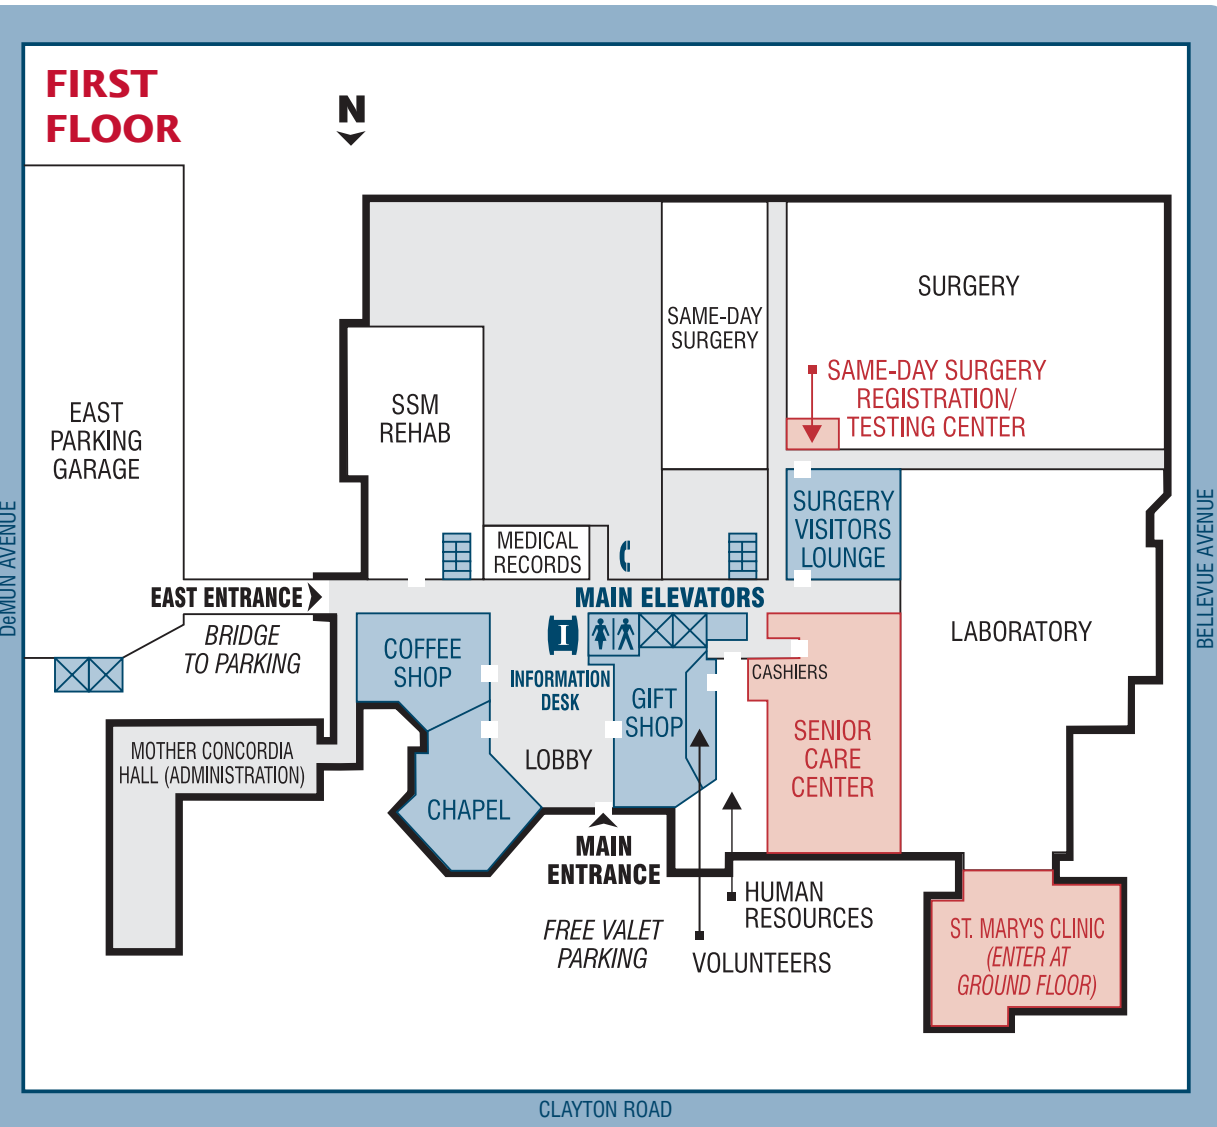 FIRST
FLOOR
N
SURGERY
SAME-DAY
SURGERY
SAME-DAY SURGERY
REGISTRATION/
TESTING CENTER
EAST
PARKING
GARAGE
SSM
REHAB
SURGERY
VISITORS
LOUNGE
MEDICAL
RECORDS
DeMUN AVENUE
BELLEVUE AVENUE
EAST ENTRANCE
MAIN ELEVATORS
BRIDGE
TO PARKING
COFFEE
SHOP
I
INFORMATION
DESK
LABORATORY
CASHIERS
GIFT
SHOP
LOBBY
SENIOR
CARE
CENTER
MOTHER CONCORDIA
HALL (ADMINISTRATION)
CHAPEL
MAIN
ENTRANCE
HUMAN
RESOURCES
FREE VALET
PARKING
VOLUNTEERS
ST. MARY'S CLINIC
(ENTER AT
GROUND FLOOR)
CLAYTON ROAD